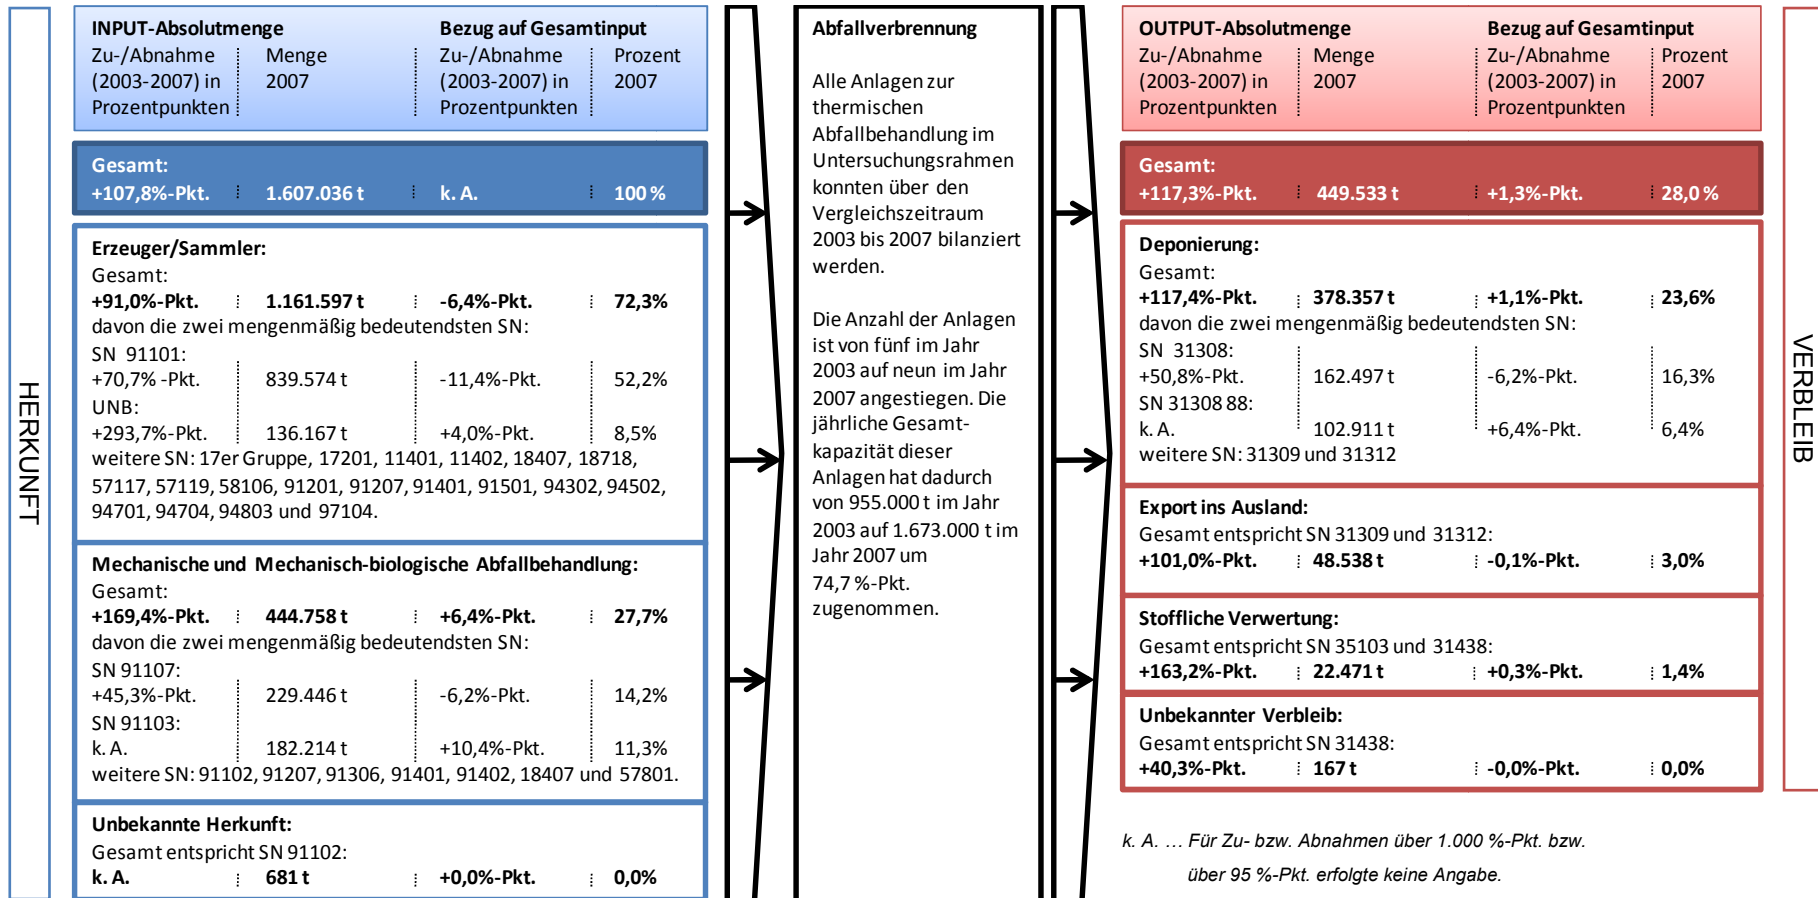 HERKUNFT
INPUT-Absolutmenge Bezug auf Gesamtinput
Zu-/Abnahme Menge Zu-/Abnahme Prozent
(2003-2007) in 2007 (2003-2007) in 2007
Prozentpunkten Prozentpunkten
Gesamt:
+107,8%-Pkt. 1.607.036 t k. A. 100 %
Erzeuger/Sammler:
Gesamt:
+91,0%-Pkt. 1.161.597 t -6,4%-Pkt. 72,3%
davon die zwei mengenmäßig bedeutendsten SN:
SN 91101:
+70,7% -Pkt. 839.574 t -11,4%-Pkt. 52,2%
UNB:
+293,7%-Pkt. 136.167 t +4,0%-Pkt. 8,5%
weitere SN: 17er Gruppe, 17201, 11401, 11402, 18407, 18718,
57117, 57119, 58106, 91201, 91207, 91401, 91501, 94302, 94502,
94701, 94704, 94803 und 97104.
Mechanische und Mechanisch-biologische Abfallbehandlung:
Gesamt:
+169,4%-Pkt. 444.758 t +6,4%-Pkt. 27,7%
davon die zwei mengenmäßig bedeutendsten SN:
SN 91107:
+45,3%-Pkt. 229.446 t -6,2%-Pkt. 14,2%
SN 91103:
k. A. 182.214 t +10,4%-Pkt. 11,3%
weitere SN: 91102, 91207, 91306, 91401, 91402, 18407 und 57801.
Unbekannte Herkunft:
Gesamt entspricht SN 91102:
k. A. 681 t +0,0%-Pkt. 0,0%
Abfallverbrennung
Alle Anlagen zur
thermischen
Abfallbehandlung im
Untersuchungsrahmen
konnten über den
Vergleichszeitraum
2003 bis 2007 bilanziert
werden.
Die Anzahl der Anlagen
ist von fünf im Jahr
2003 auf neun im Jahr
2007 angestiegen. Die
jährliche Gesamt-
kapazität dieser
Anlagen hat dadurch
von 955.000 t im Jahr
2003 auf 1.673.000 t im
Jahr 2007 um
74,7 %-Pkt.
zugenommen.
OUTPUT-Absolutmenge Bezug auf Gesamtinput
Zu-/Abnahme Menge Zu-/Abnahme Prozent
(2003-2007) in 2007 (2003-2007) in 2007
Prozentpunkten Prozentpunkten
Gesamt:
+117,3%-Pkt. 449.533 t +1,3%-Pkt. 28,0 %
Deponierung:
Gesamt:
+117,4%-Pkt. 378.357 t +1,1%-Pkt. 23,6%
davon die zwei mengenmäßig bedeutendsten SN:
SN 31308:
+50,8%-Pkt. 162.497 t -6,2%-Pkt. 16,3%
SN 31308 88:
k. A. 102.911 t +6,4%-Pkt. 6,4%
weitere SN: 31309 und 31312
Export ins Ausland:
Gesamt entspricht SN 31309 und 31312:
+101,0%-Pkt. 48.538 t -0,1%-Pkt. 3,0%
Stoffliche Verwertung:
Gesamt entspricht SN 35103 und 31438:
+163,2%-Pkt. 22.471 t +0,3%-Pkt. 1,4%
Unbekannter Verbleib:
Gesamt entspricht SN 31438:
+40,3%-Pkt. 167 t -0,0%-Pkt. 0,0%
k. A. ... Für Zu- bzw. Abnahmen über 1.000 %-Pkt. bzw.
über 95 %-Pkt. erfolgte keine Angabe.
VERBLEIB